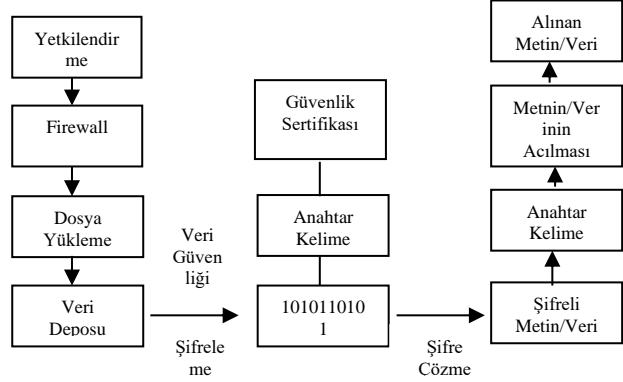 Yetkilendir
me
Firewall
Dosya
Yükleme
Veri
Deposu
Veri
Güven
liği
Şifrele
me
Güvenlik
Sertifikası
Anahtar
Kelime
101011010
1
Şifre
Çözme
Alınan
Metin/Veri
Metnin/Ver
inin
Acılması
Anahtar
Kelime
Şifreli
Metin/Veri